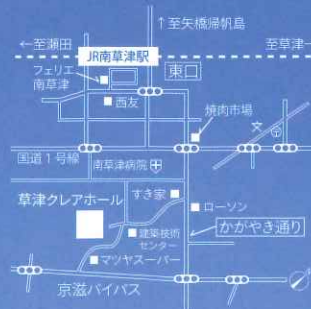 ↑至矢橋帰帆島
←至瀬田
至草津→
JR南草津駅
フェリエ
南草津
東口
西友
焼肉市場
文
国道1号線
南草津病院
すき家
草津クレアホール
ローソン
建築技術
センター
かがやき通り
マツヤスーパー
京滋バイパス